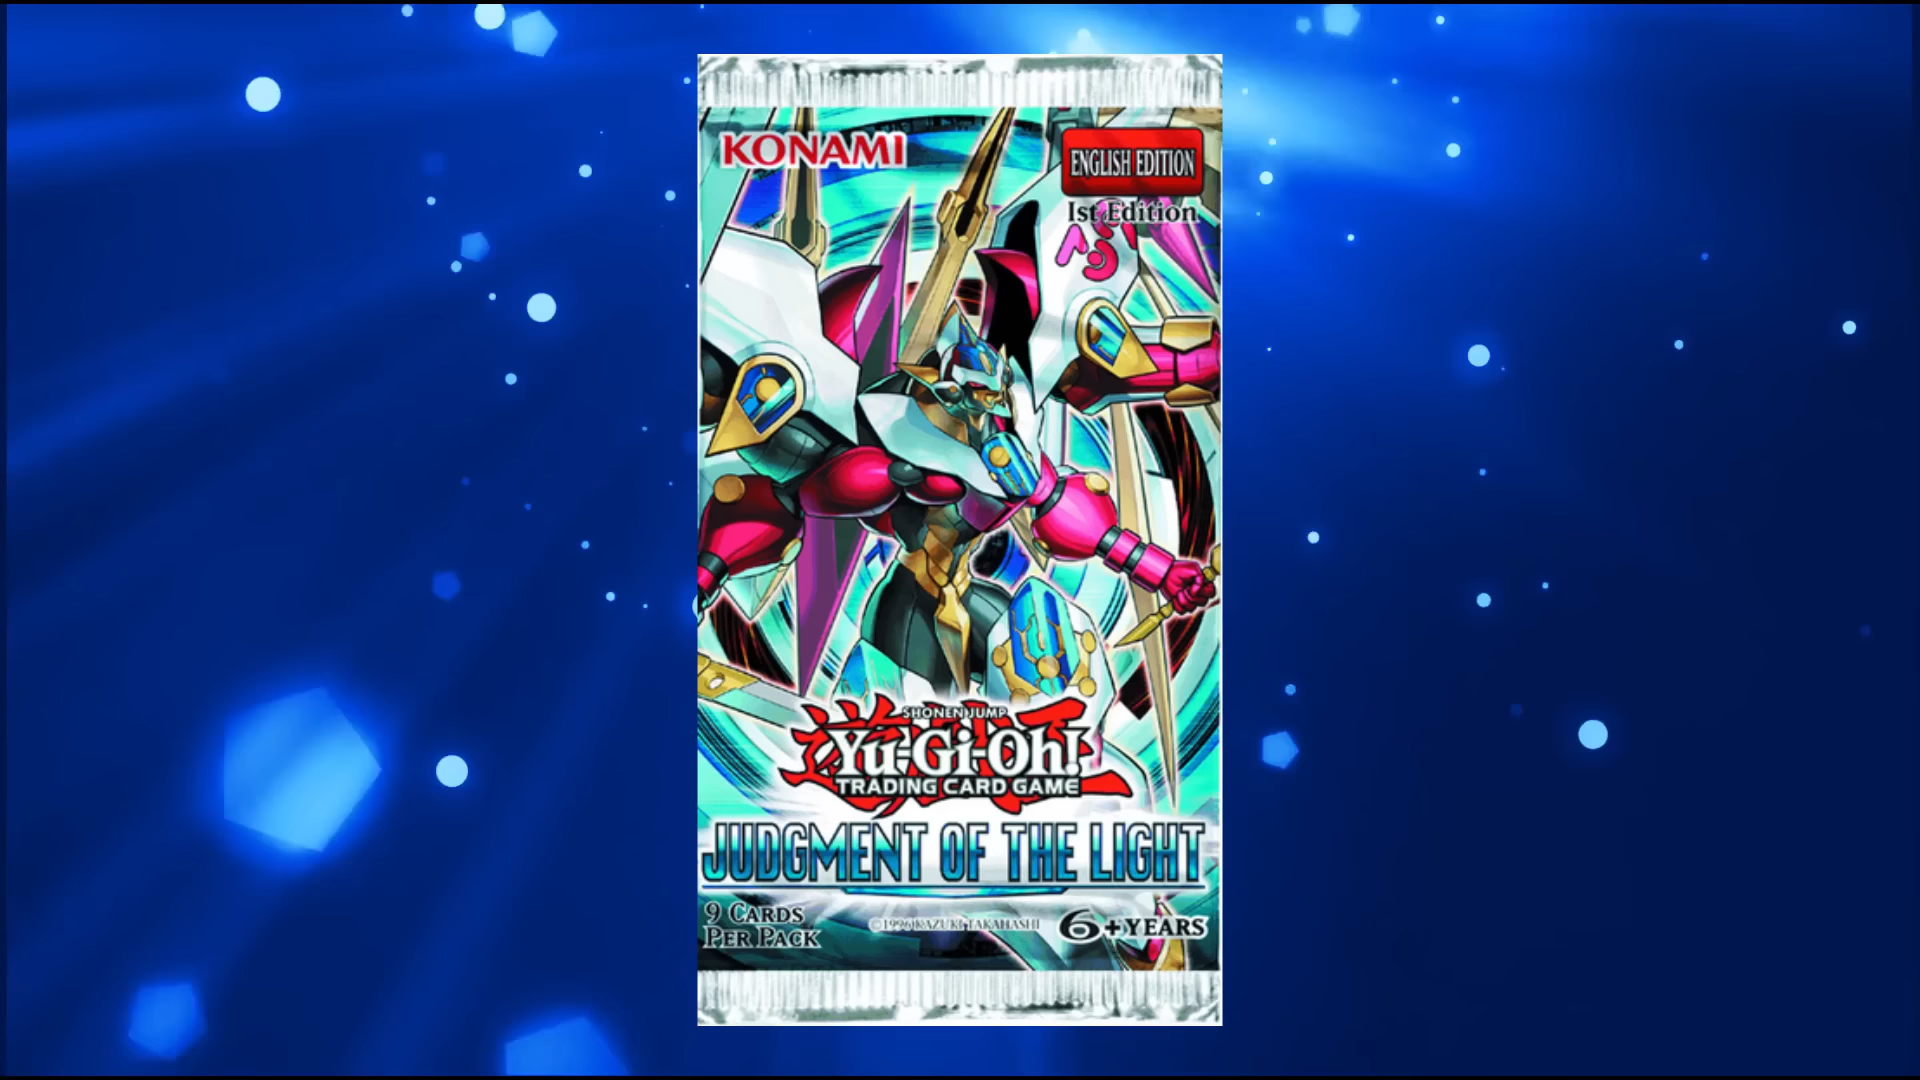 KONAMI
ENGLISH EDITION
1st Edition
SHONEN JUMP
Yu-Gi-Oh!
TRADING CARD GAME
JUDGMENT OF THE LIGHT
9 CARDS
PER PACK
©1996 KAZUKI TAKAHASHI
6+YEARS